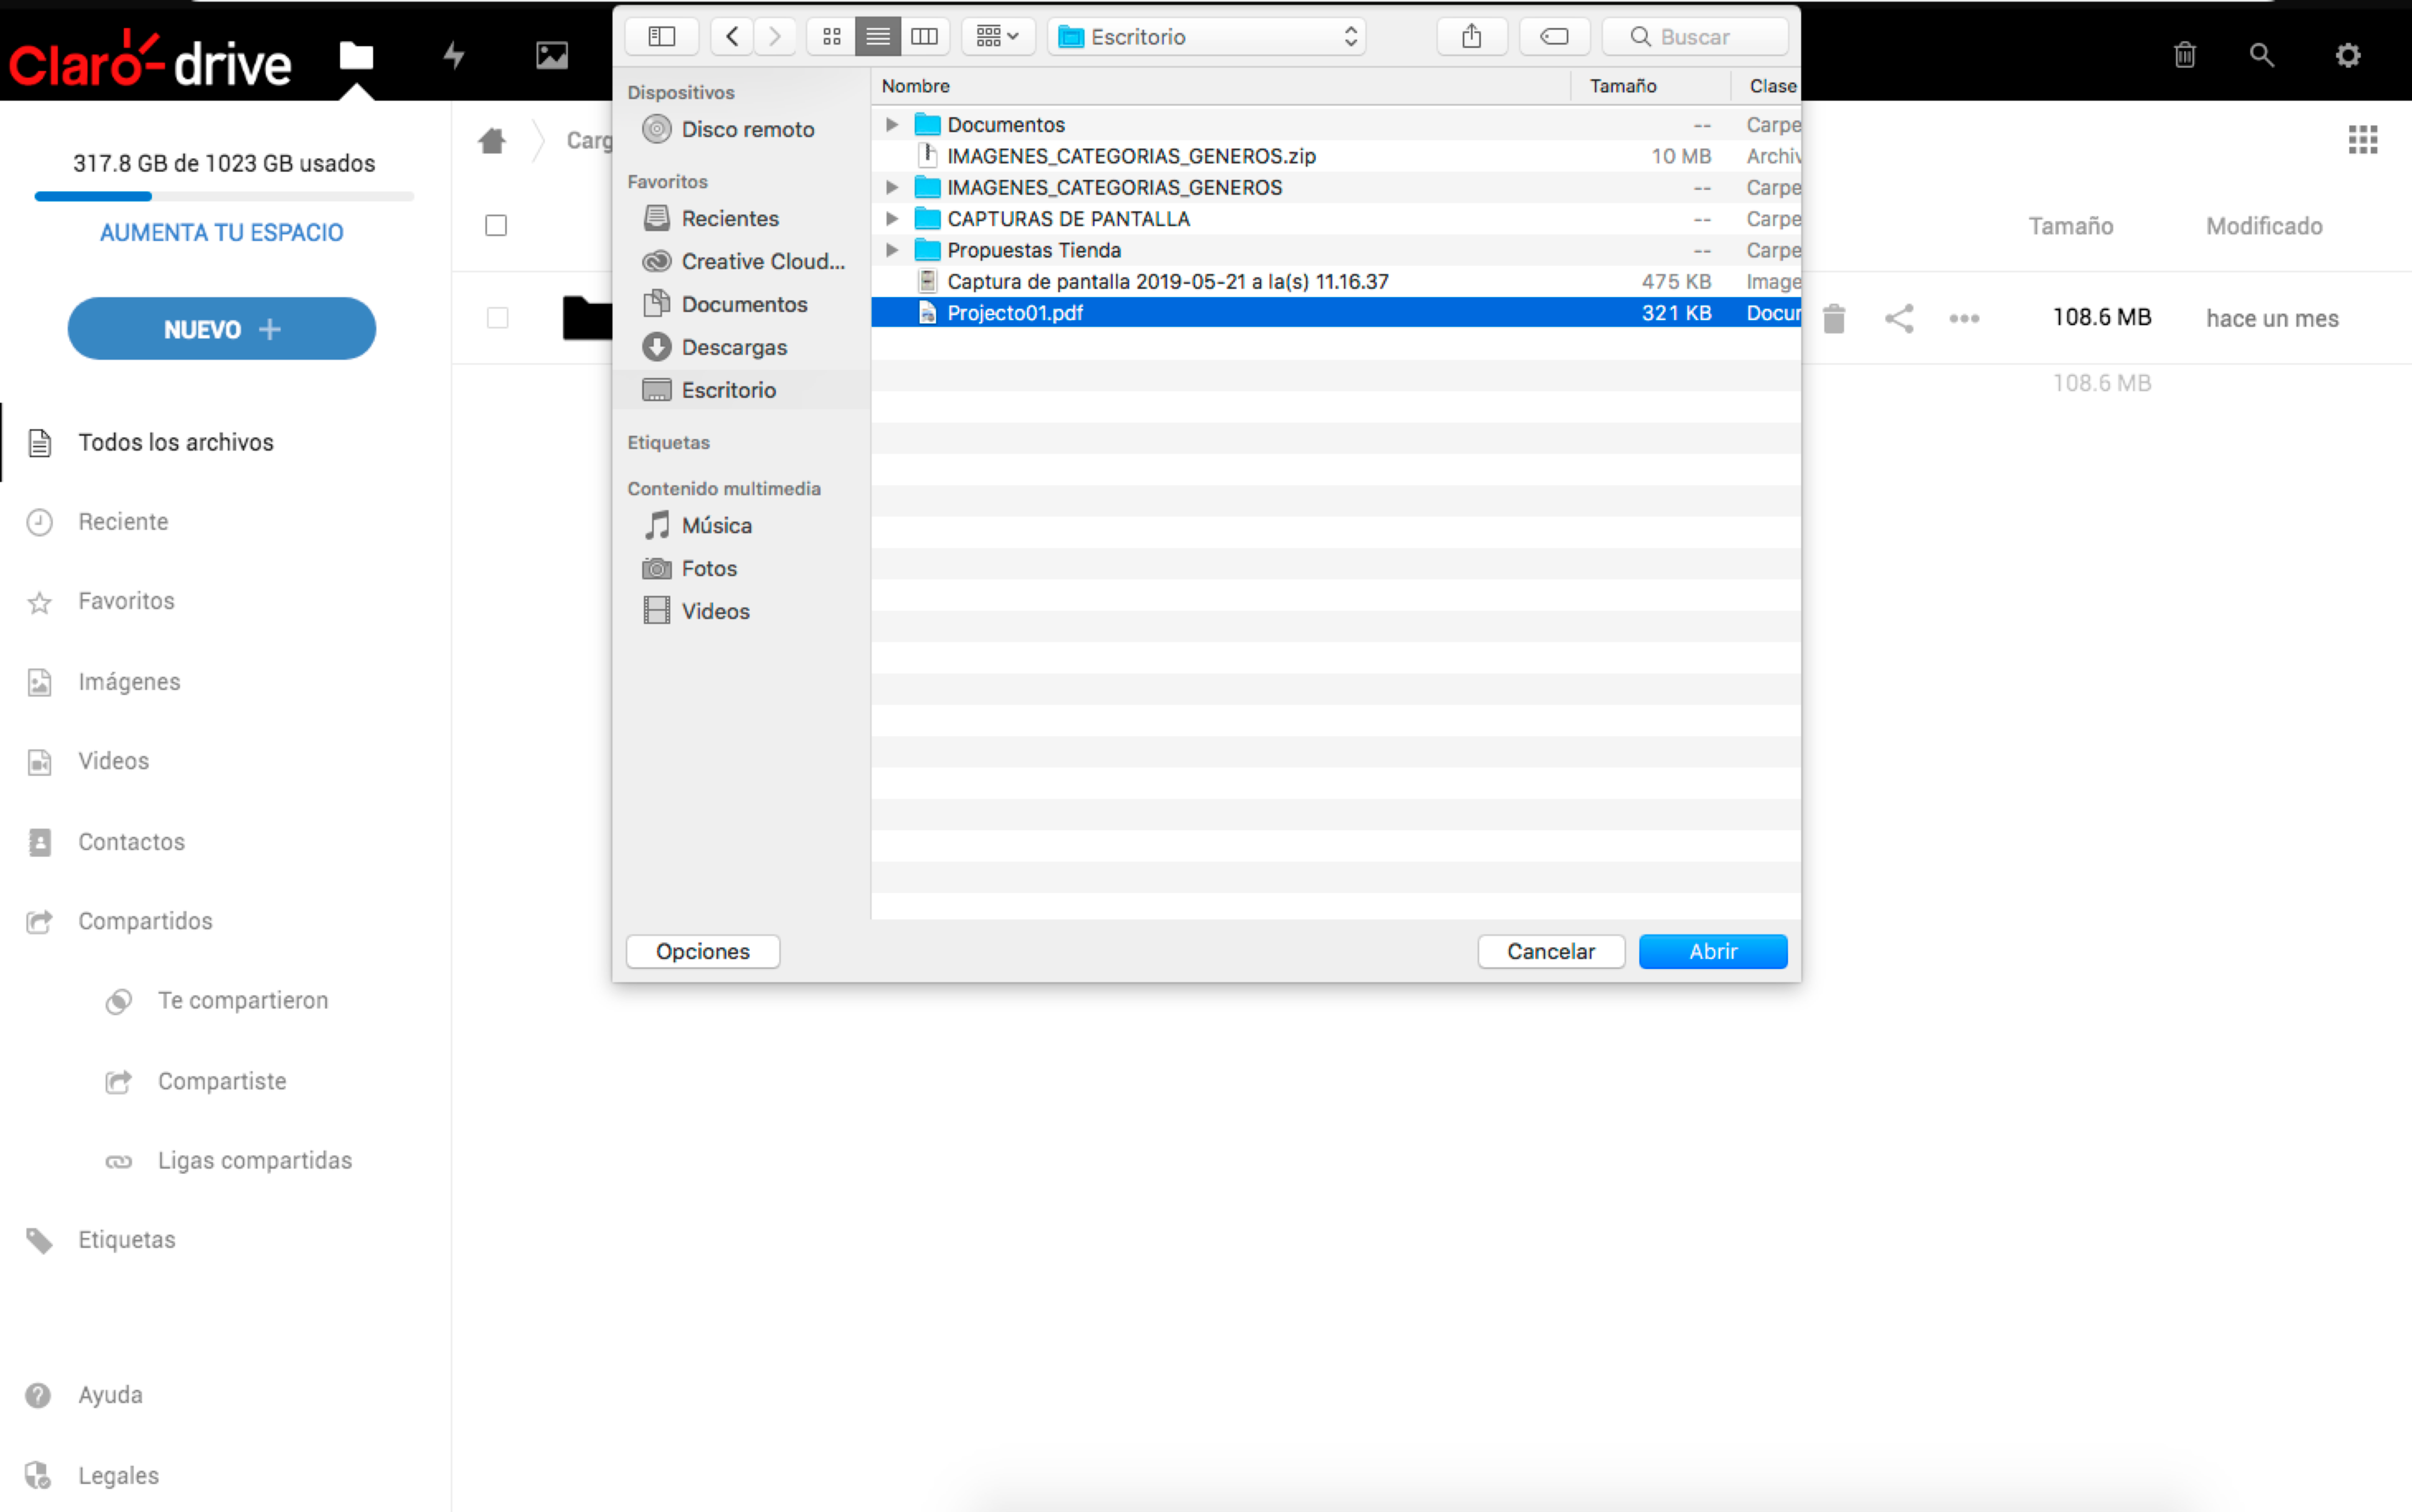 Claro drive
317.8 GB de 1023 GB usados
AUMENTA TU ESPACIO
NUEVO +
Todos los archivos
Reciente
Favoritos
Imágenes
Videos
Contactos
Compartidos
Te compartieron
Compartiste
Ligas compartidas
Etiquetas
Ayuda
Legales
Carg
Escritorio
Buscar
Dispositivos
Disco remoto
Favoritos
Recientes
Creative Cloud...
Documentos
Descargas
Escritorio
Etiquetas
Contenido multimedia
Música
Fotos
Videos
Nombre Tamaño Clase
Documentos -- Carpe
IMAGENES_CATEGORIAS_GENEROS.zip 10 MB Archiv
IMAGENES_CATEGORIAS_GENEROS -- Carpe
CAPTURAS DE PANTALLA -- Carpe
Propuestas Tienda -- Carpe
Captura de pantalla 2019-05-21 a la(s) 11.16.37 475 KB Image
Projecto01.pdf 321 KB Docur
Opciones Cancelar Abrir
Tamaño Modificado
108.6 MB hace un mes
108.6 MB